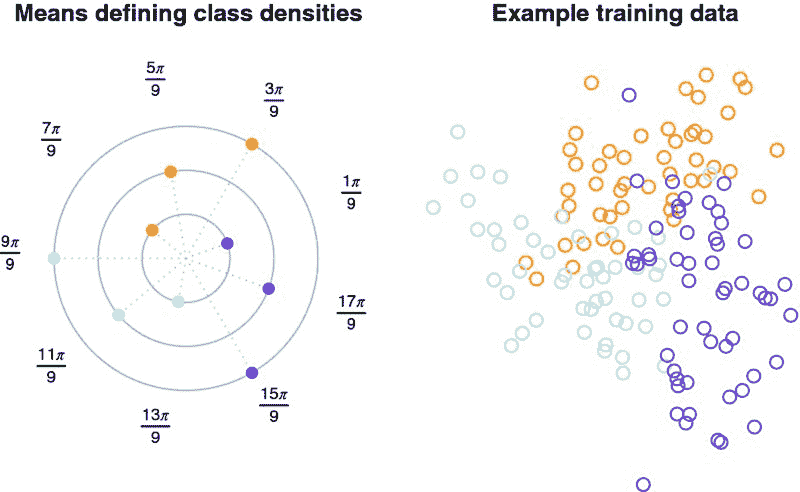 Means defining class densities
Example training data
5π/9
3π/9
7π/9
1π/9
9π/9
17π/9
11π/9
15π/9
13π/9